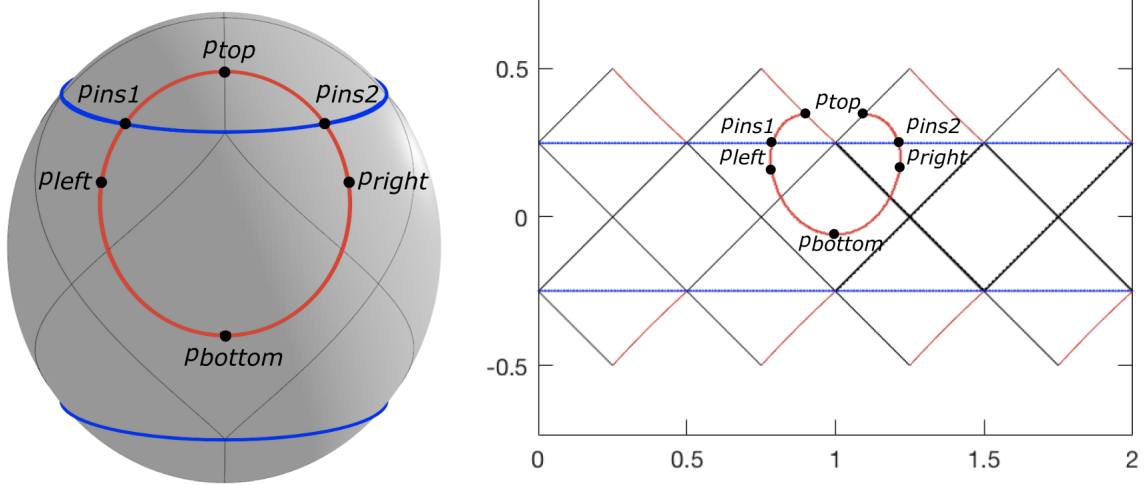 ptop
pins1
pins2
pleft
pright
pbottom
0.5
0
-0.5
ptop
pins1
pins2
pleft
pright
pbottom
0
0.5
1
1.5
2